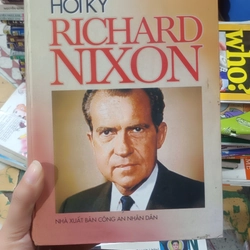 HỒI KÝ
RICHARD
NIXON
NHÀ XUẤT BẢN CÔNG AN NHÂN DÂN
who?